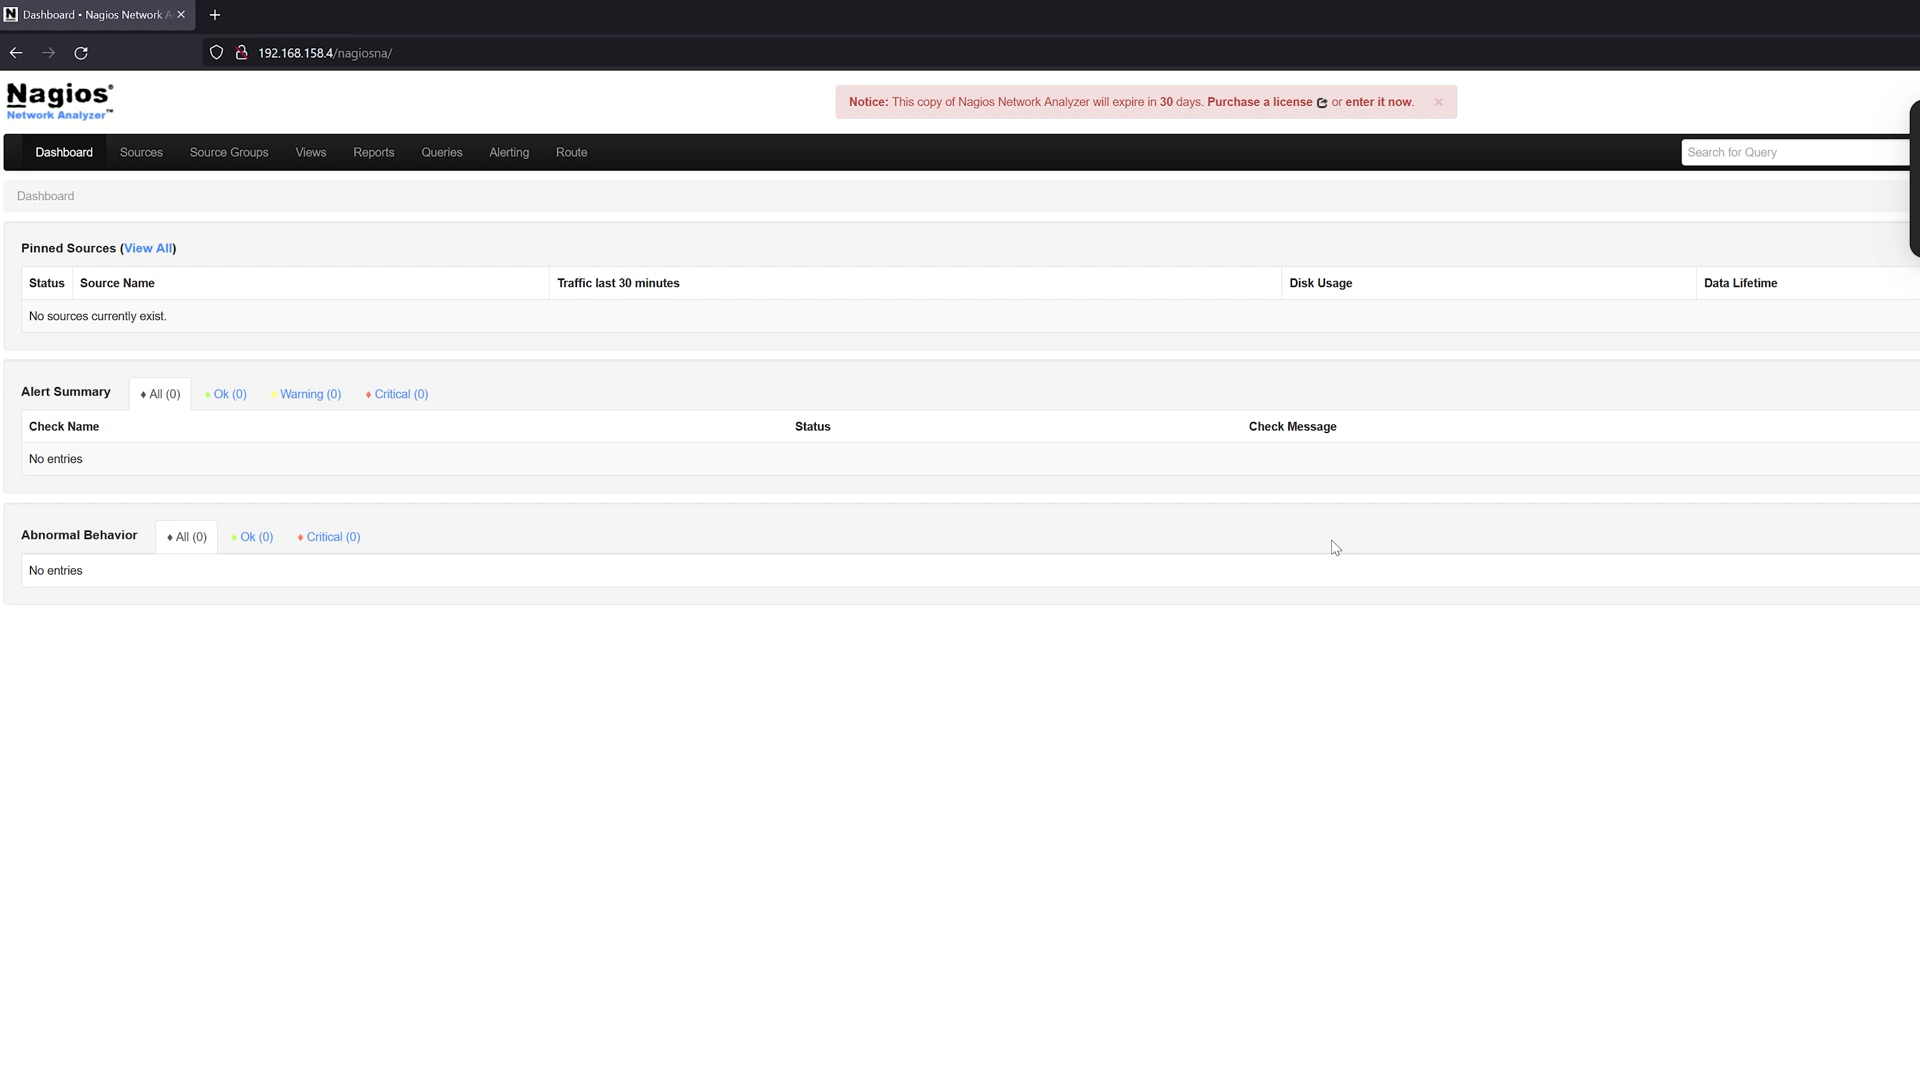 Dashboard • Nagios Network A
192.168.158.4/nagiosna/
Nagios®
Network Analyzer™
Notice: This copy of Nagios Network Analyzer will expire in 30 days. Purchase a license or enter it now.
Dashboard Sources Source Groups Views Reports Queries Alerting Route Search for Query
Dashboard
Pinned Sources (View All)
Status Source Name Traffic last 30 minutes Disk Usage Data Lifetime
No sources currently exist.
Alert Summary All (0) Ok (0) Warning (0) Critical (0)
Check Name Status Check Message
No entries
Abnormal Behavior All (0) Ok (0) Critical (0)
No entries